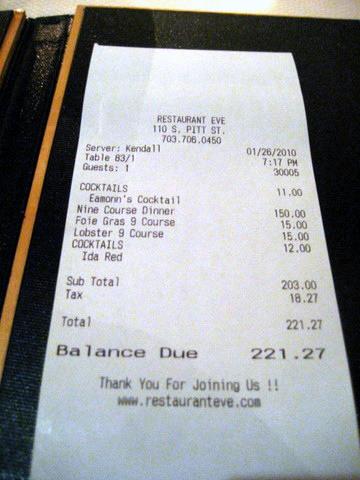 RESTAURANT EVE
110 S. PITT ST.
703.706.0450
Server: Kendall 01/26/2010
Table 83/1 7:17 PM
Guests: 1 30005
COCKTAILS 11.00
Eamonn's Cocktail
Nine Course Dinner 150.00
Foie Gras 9 Course 15.00
Lobster 9 Course 15.00
COCKTAILS 12.00
Ida Red
Sub Total 203.00
Tax 18.27
Total 221.27
Balance Due 221.27
Thank You For Joining Us !!
www.restauranteve.com